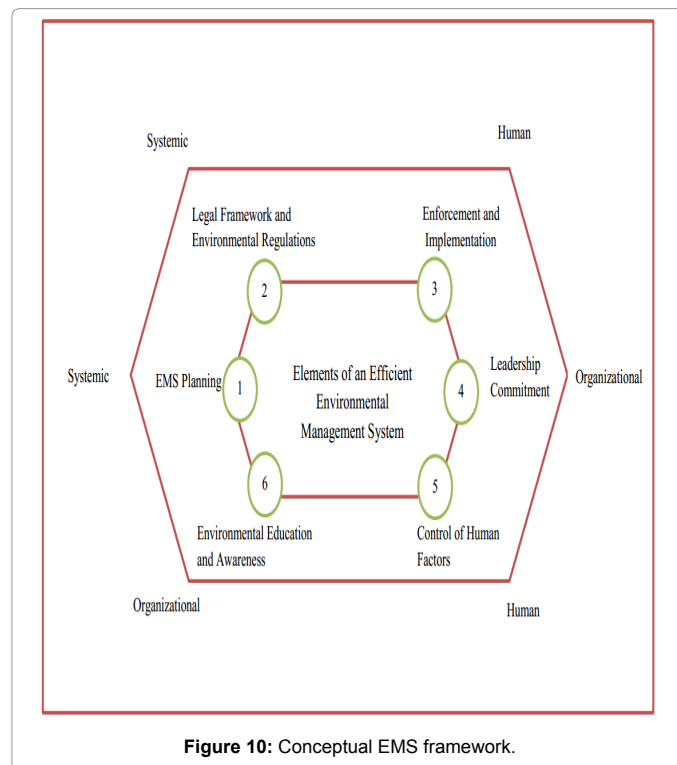 Systemic
Human
Legal Framework and
Environmental Regulations
Enforcement and
Implementation
2
3
Systemic
EMS Planning
1
Elements of an Efficient
Environmental
Management System
4
Leadership
Commitment
Organizational
6
5
Environmental Education
and Awareness
Control of Human
Factors
Organizational
Human
Figure 10: Conceptual EMS framework.